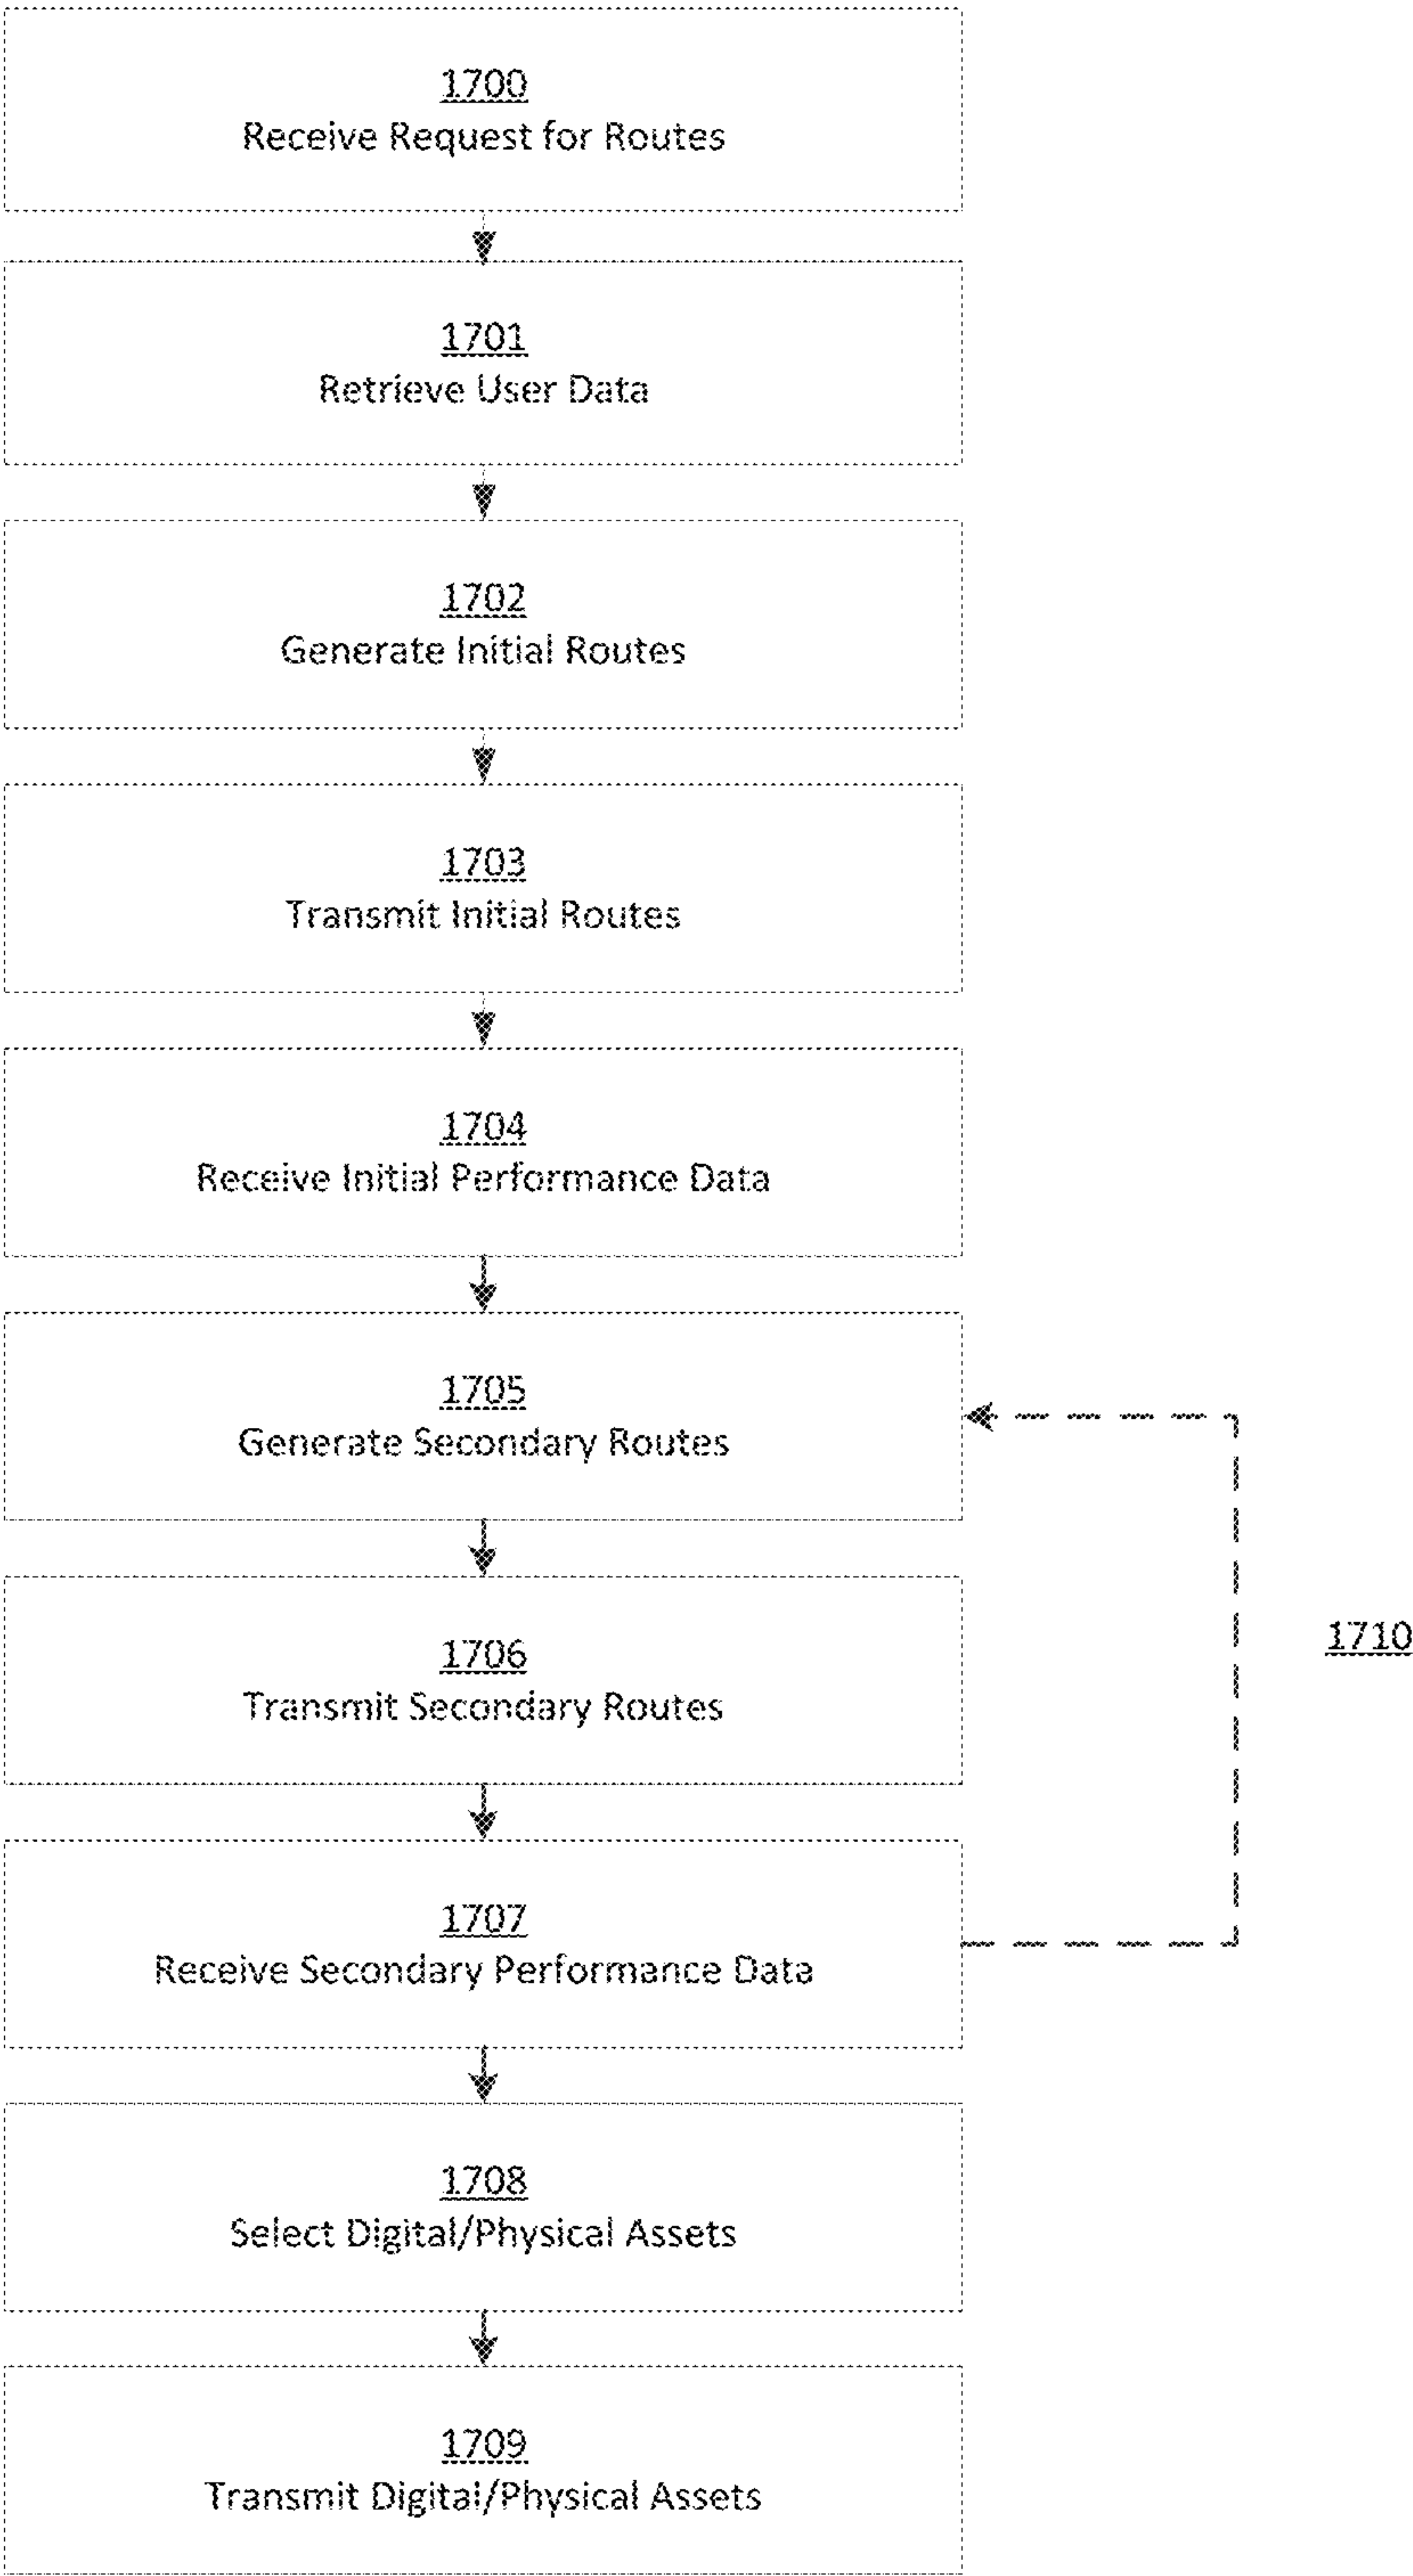 1700
Receive Request for Routes
1701
Retrieve User Data
1702
Generate Initial Routes
1703
Transmit Initial Routes
1704
Receive Initial Performance Data
1705
Generate Secondary Routes
1706
Transmit Secondary Routes
1710
1707
Receive Secondary Performance Data
1708
Select Digital/Physical Assets
1709
Transmit Digital/Physical Assets